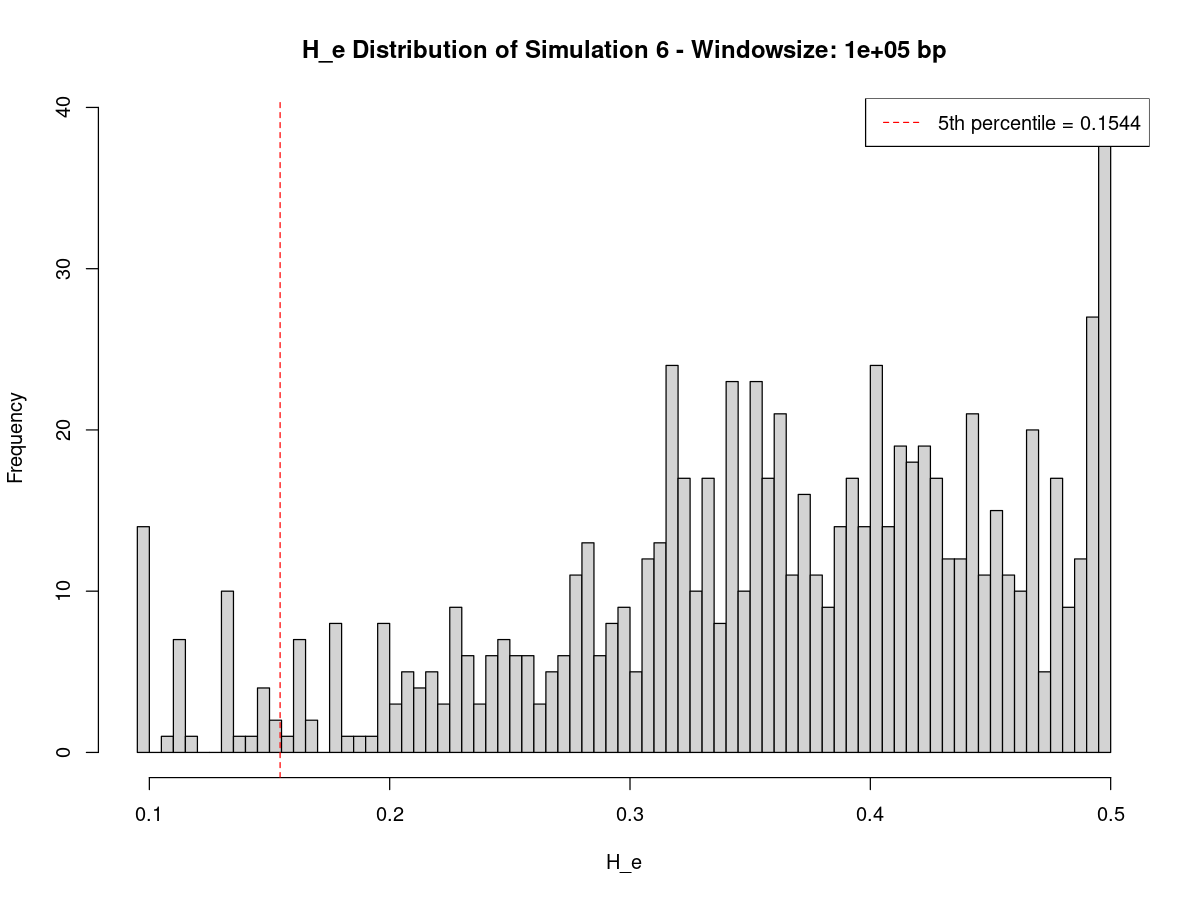 H_e Distribution of Simulation 6 - Windowsize: 1e+05 bp
5th percentile = 0.1544
40
30
20
10
0
Frequency
0.1 0.2 0.3 0.4 0.5
H_e